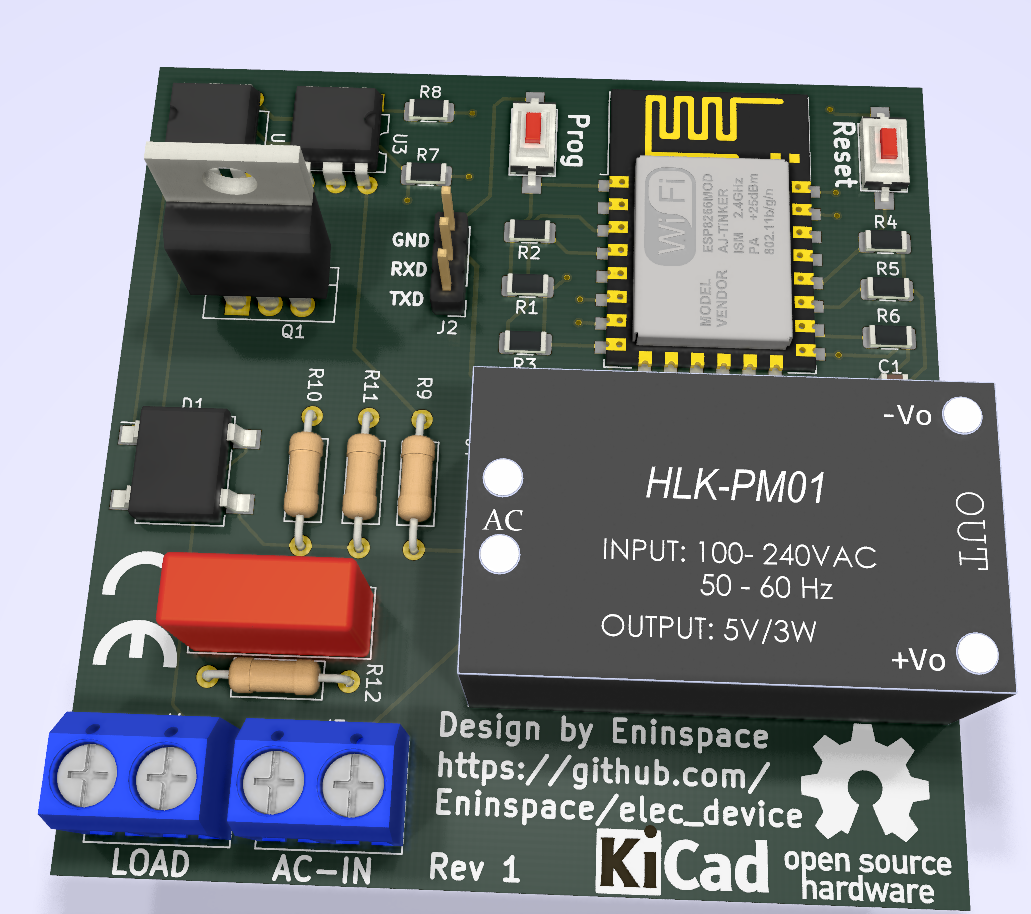 R8
U
U3
R7
Prog
Reset
WiFi
ESP8266MOD
AJ-TINKER
ISM 2.4GHz
PA +25dBm
802.11b/g/n
MODEL
VENDOR
GND
RXD
TXD
J2
Q1
R2
R1
R3
R4
R5
R6
C1
R10
R11
R9
D1
-Vo
HLK-PM01
AC
OUT
INPUT: 100- 240VAC
50 - 60 Hz
OUTPUT: 5V/3W
+Vo
CE
R12
Design by Eninspace
https://github.com/
Eninspace/elec_device
LOAD
AC-IN
Rev 1
KiCad
open source
hardware